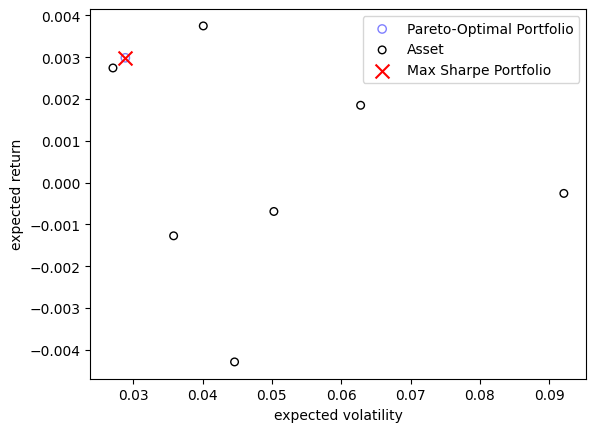 Pareto-Optimal Portfolio
Asset
Max Sharpe Portfolio
expected return
0.004
0.003
0.002
0.001
0.000
−0.001
−0.002
−0.003
−0.004
0.03 0.04 0.05 0.06 0.07 0.08 0.09
expected volatility